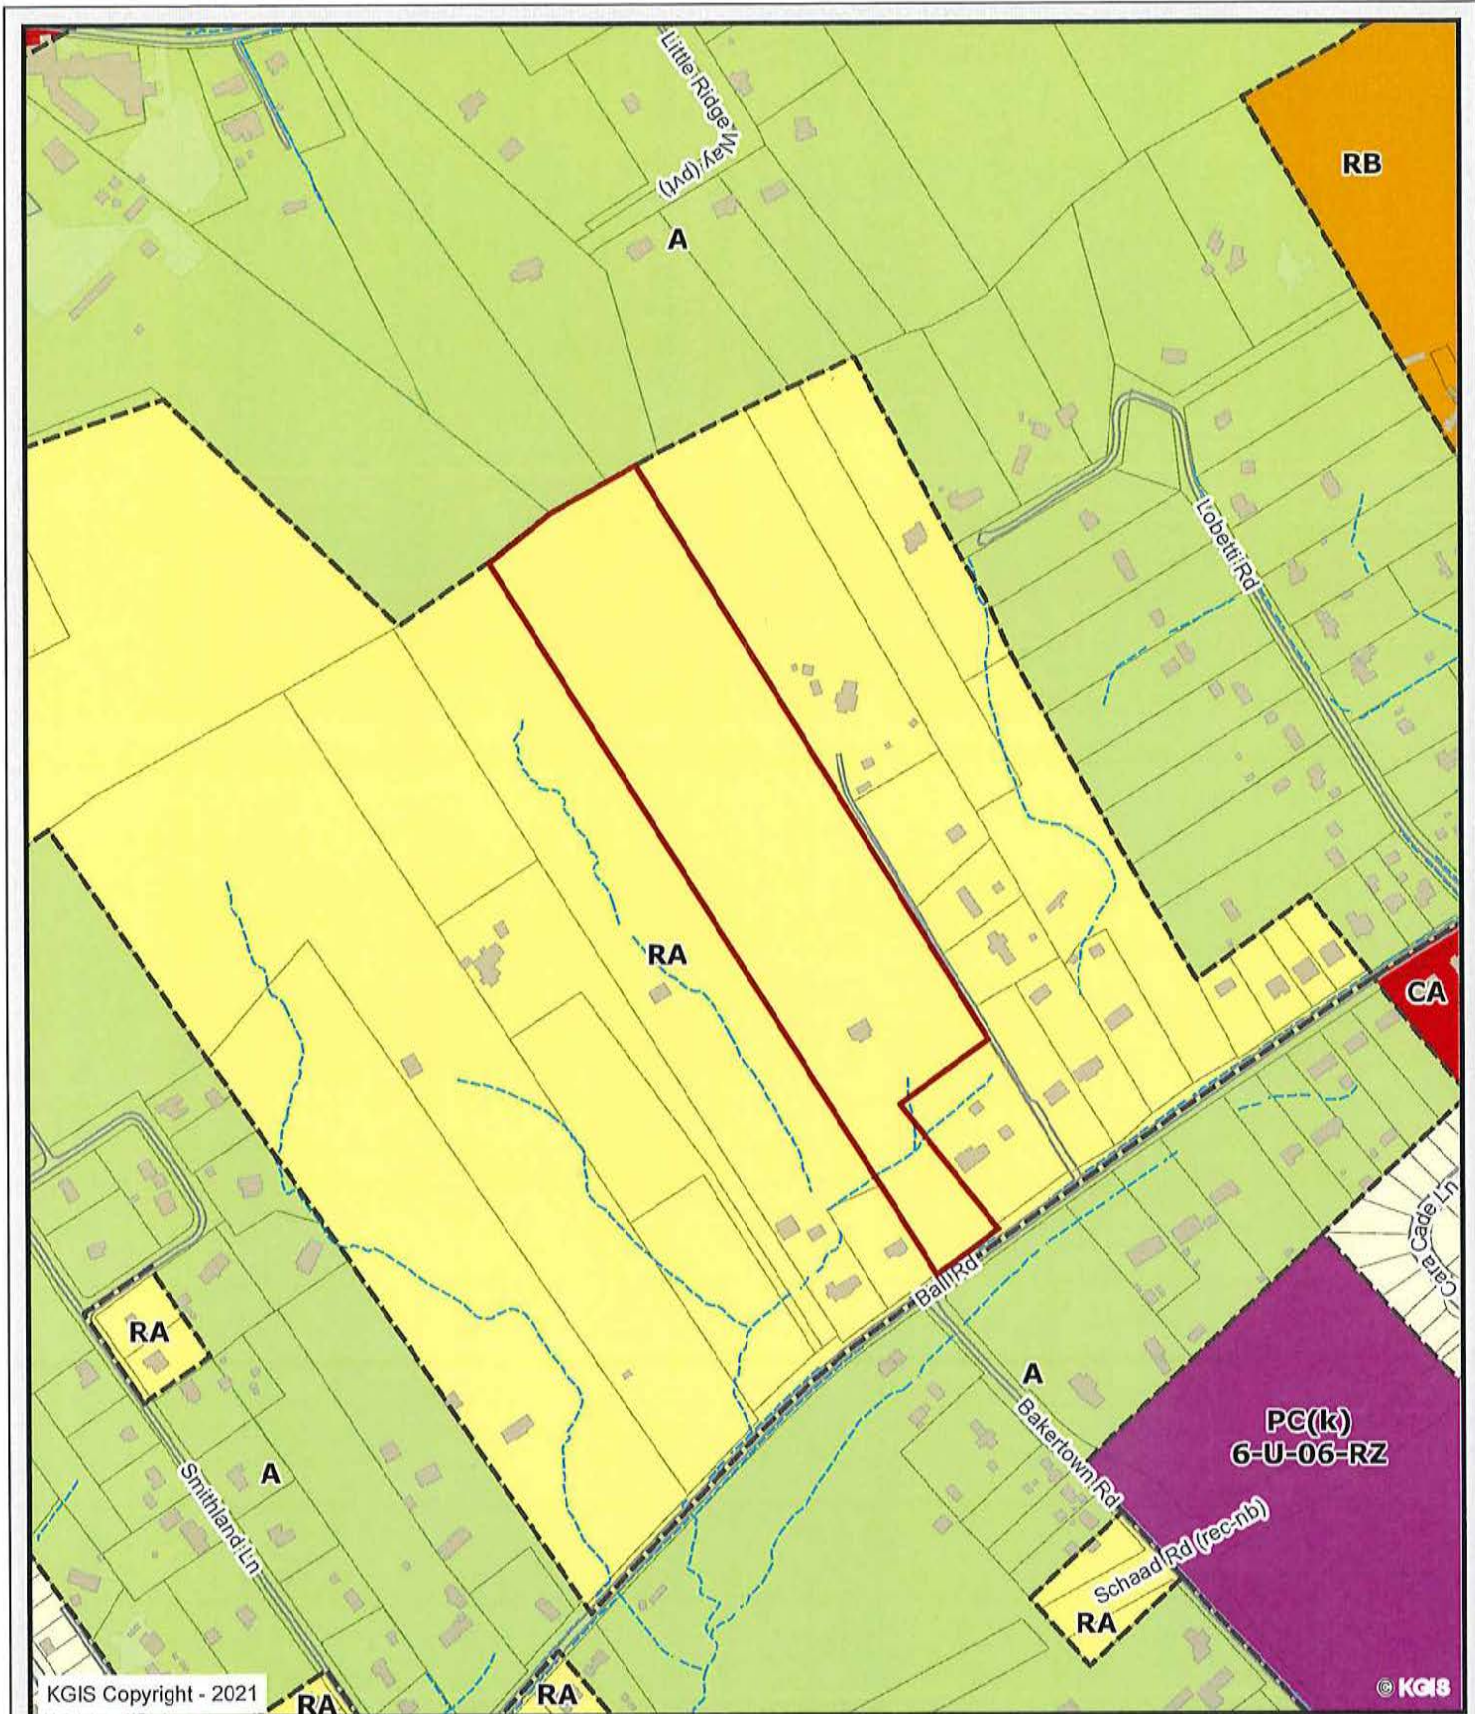 Little Ridge Way (pvt)
RB
A
Lobetti Rd
RA
CA
Cara Cade Ln
Ball Rd
RA
A
PC(k)
6-U-06-RZ
Bakertown Rd
A
Smithland Ln
Schaad Rd (rec-nb)
RA
KGIS Copyright - 2021
RA
RA
© KGIS